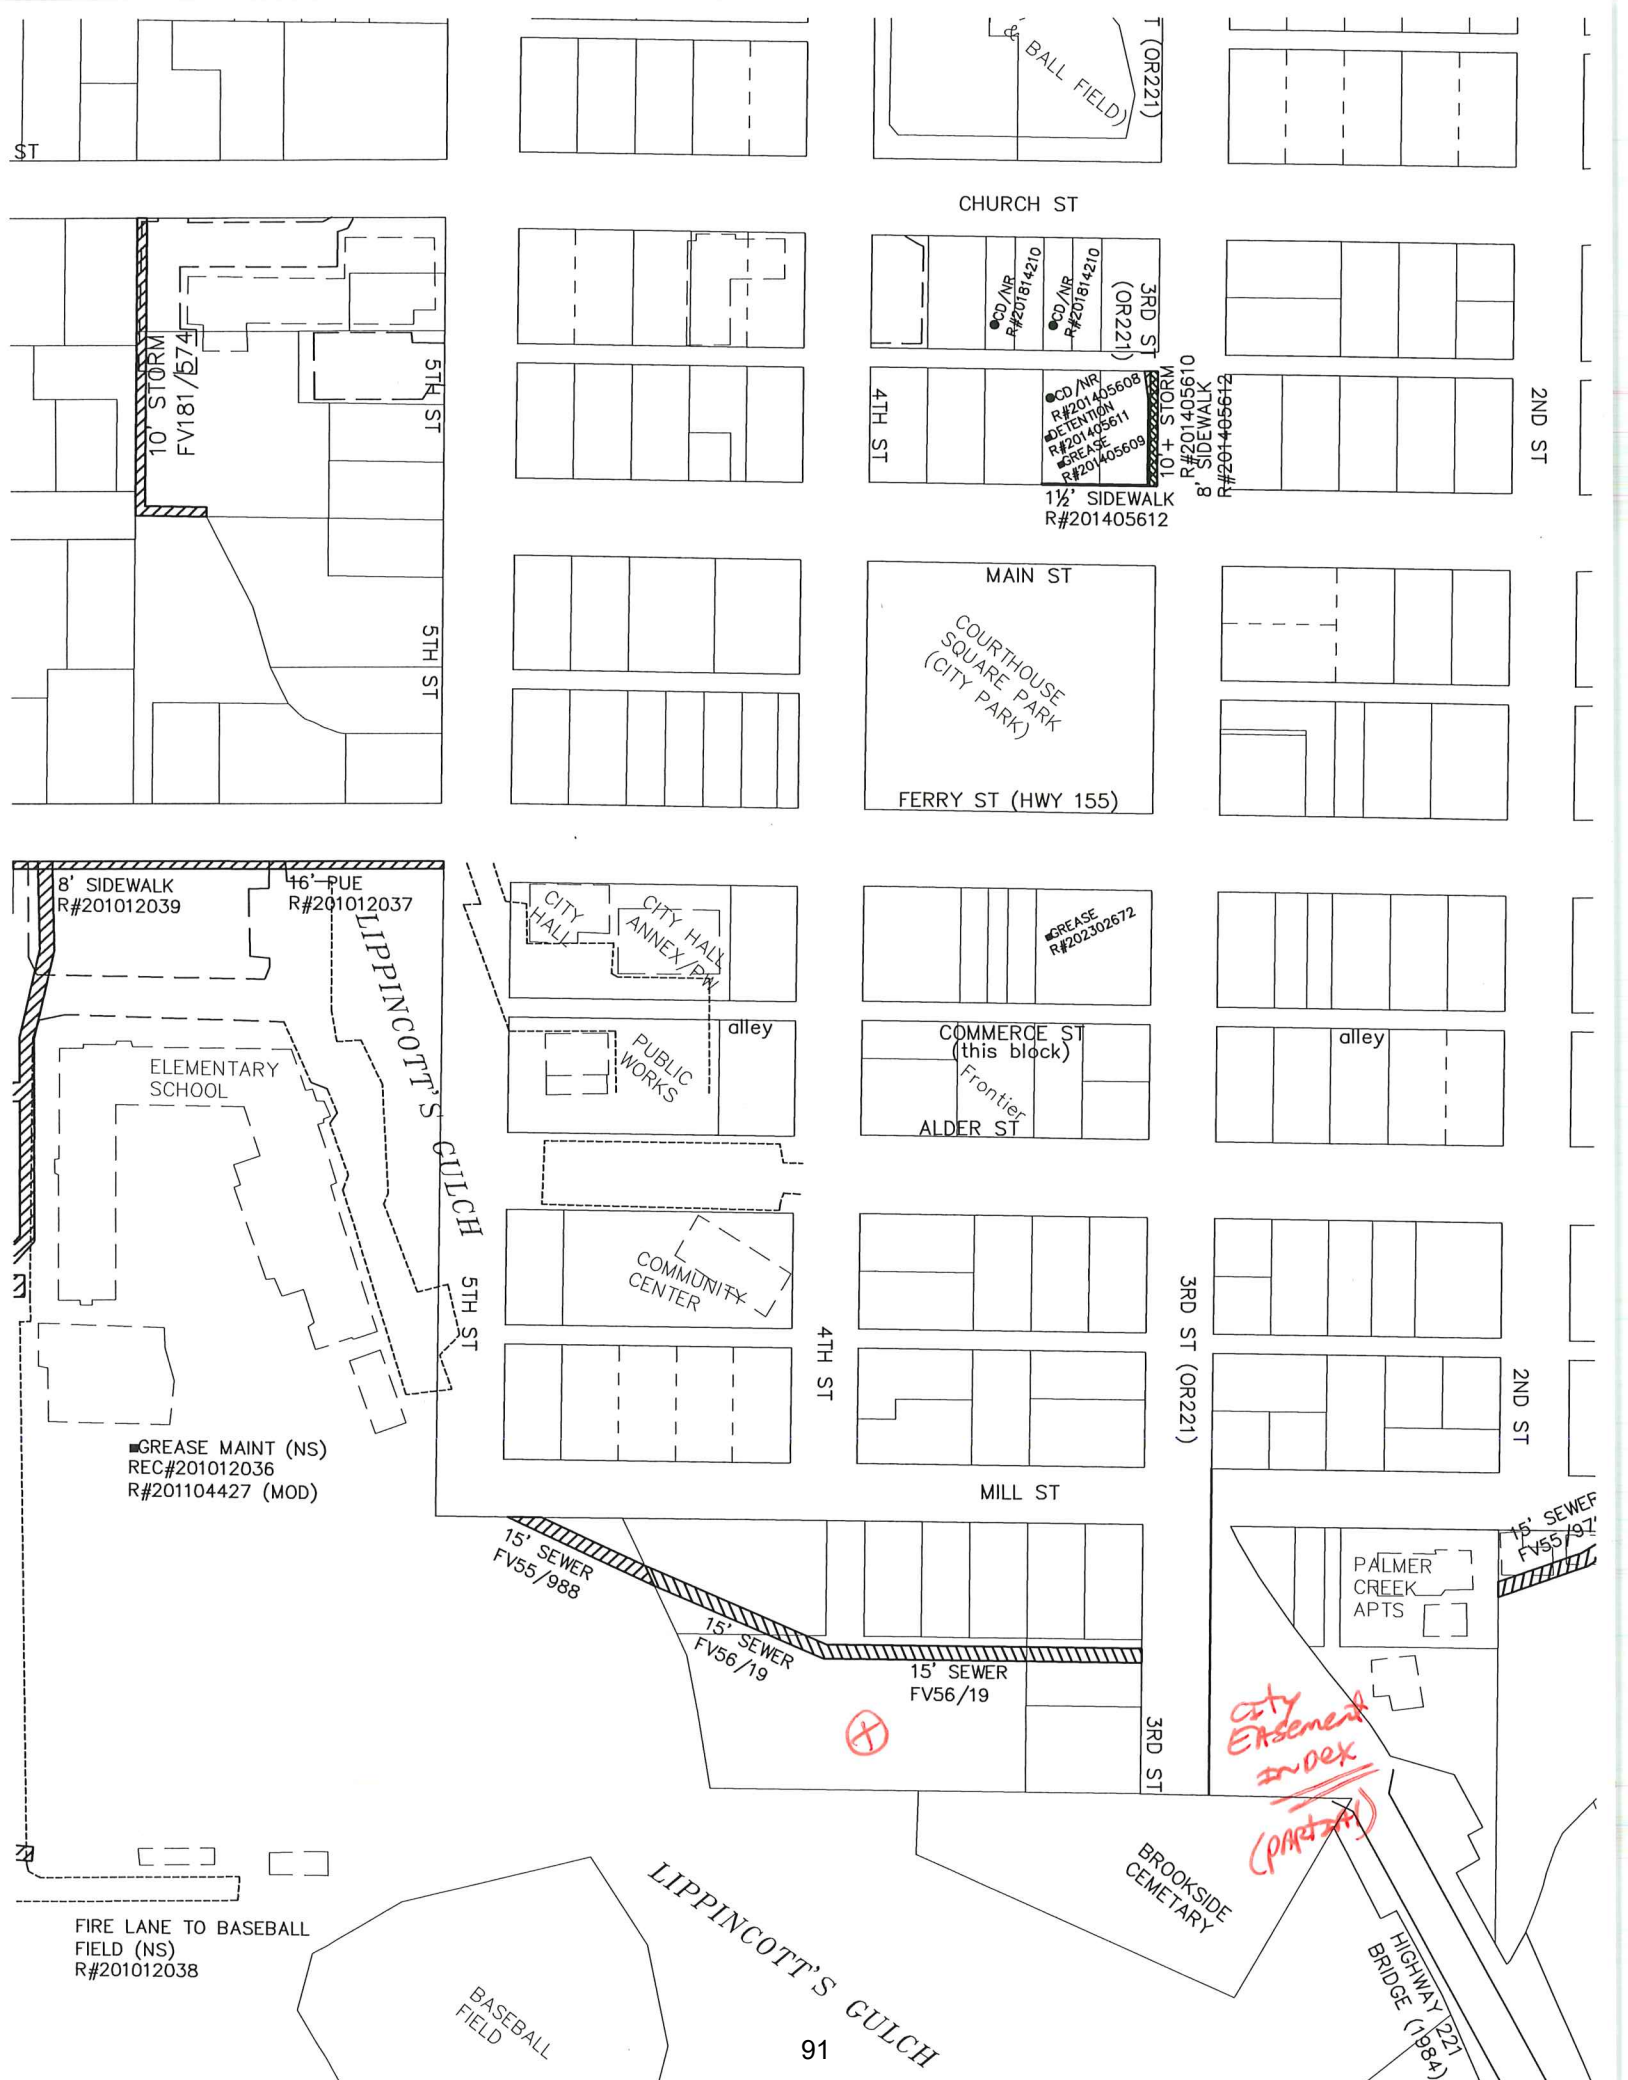 & BALL FIELD)
T (OR221)
ST
CHURCH ST
10' STORM
FV181/574
5TH ST
CD/NR
R#201814210
CD/NR
R#201814210
3RD ST
(OR221)
4TH ST
CD/NR
R#201405608
DETENTION
R#201405611
GREASE
R#201405609
10'+ STORM
R#201405610
8' SIDEWALK
R#201405612
2ND ST
1½' SIDEWALK
R#201405612
MAIN ST
5TH ST
COURTHOUSE
SQUARE PARK
(CITY PARK)
FERRY ST (HWY 155)
8' SIDEWALK
R#201012039
16' PUE
R#201012037
CITY
HALL
CITY HALL
ANNEX/PW
GREASE
R#202302672
LIPPINCOTT'S GULCH
alley
COMMERCE ST
(this block)
alley
PUBLIC
WORKS
ELEMENTARY
SCHOOL
Frontier
ALDER ST
COMMUNITY
CENTER
5TH ST
4TH ST
3RD ST (OR221)
2ND ST
GREASE MAINT (NS)
REC#201012036
R#201104427 (MOD)
MILL ST
15' SEWER
FV55/988
15' SEWER
FV55/97
PALMER
CREEK
APTS
15' SEWER
FV56/19
15' SEWER
FV56/19
3RD ST
City
Easement
Index
(partial)
BROOKSIDE
CEMETARY
LIPPINCOTT'S GULCH
FIRE LANE TO BASEBALL
FIELD (NS)
R#201012038
BASEBALL
FIELD
HIGHWAY 221
BRIDGE (1984)
91